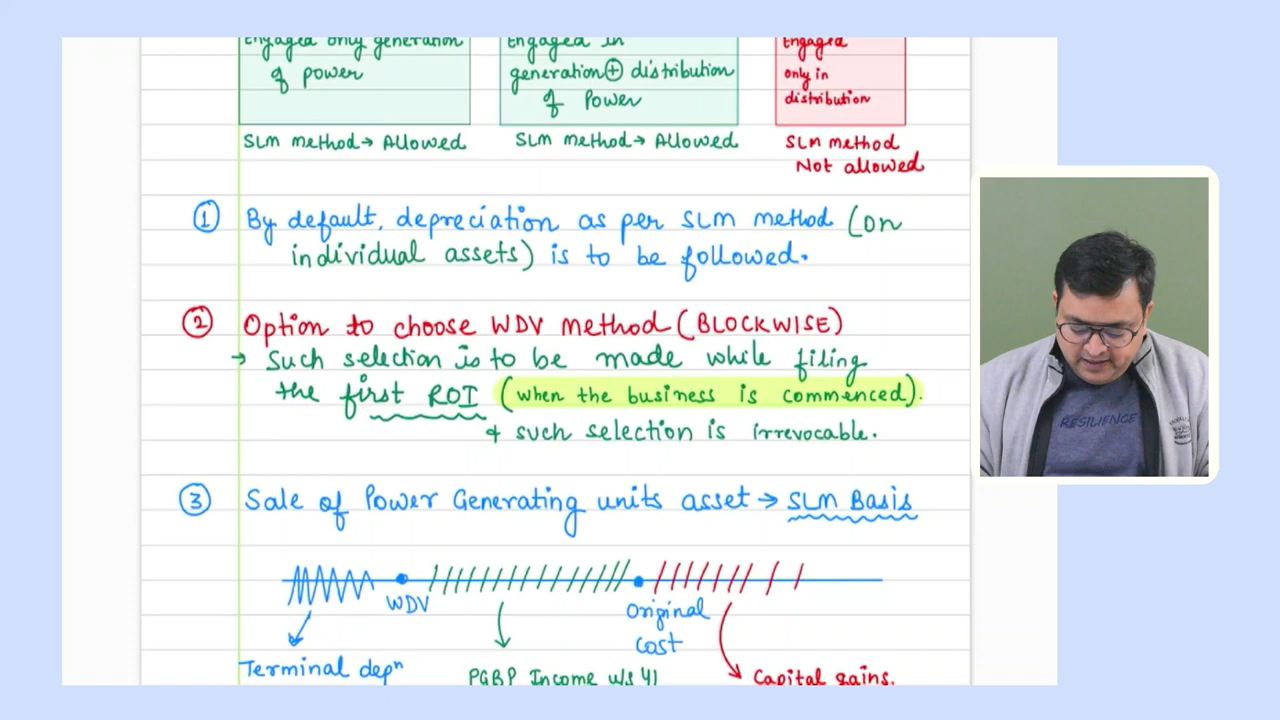 Engaged only generation
of power
SLM method → Allowed
Engaged in
generation + distribution
of Power
SLM method → Allowed
Engaged
only in
distribution
SLM method
Not allowed
① By default, depreciation as per SLM method (on
individual assets) is to be followed.
② Option to choose WDV method (BLOCKWISE)
→ Such selection is to be made while filing
the first ROI (when the business is commenced).
& such selection is irrevocable.
③ Sale of Power Generating units asset → SLM Basis
WDV
Original
cost
Terminal depⁿ
PGBP Income u/s 41
Capital gains.
RESILIENCE